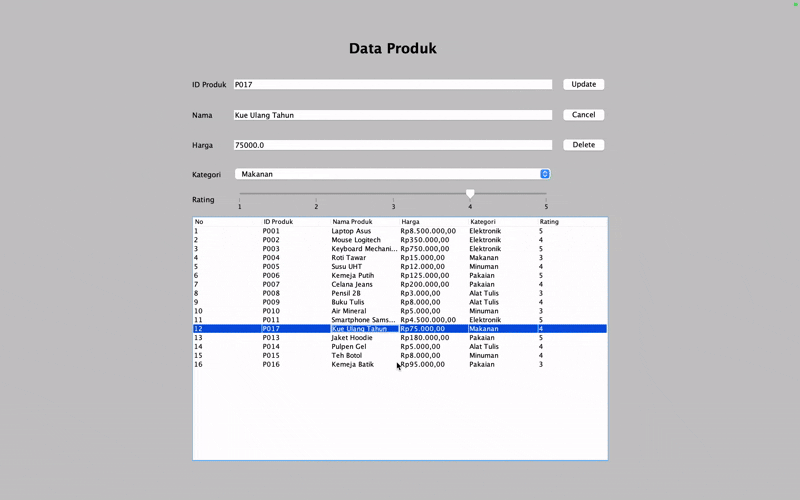 Data Produk
ID Produk P017 Update
Nama Kue Ulang Tahun Cancel
Harga 75000.0 Delete
Kategori Makanan
Rating
1 2 3 4 5
No ID Produk Nama Produk Harga Kategori Rating
1 P001 Laptop Asus Rp8.500.000,00 Elektronik 5
2 P002 Mouse Logitech Rp350.000,00 Elektronik 4
3 P003 Keyboard Mechani... Rp750.000,00 Elektronik 5
4 P004 Roti Tawar Rp15.000,00 Makanan 3
5 P005 Susu UHT Rp12.000,00 Minuman 4
6 P006 Kemeja Putih Rp125.000,00 Pakaian 5
7 P007 Celana Jeans Rp200.000,00 Pakaian 4
8 P008 Pensil 2B Rp3.000,00 Alat Tulis 3
9 P009 Buku Tulis Rp8.000,00 Alat Tulis 4
10 P010 Air Mineral Rp5.000,00 Minuman 3
11 P011 Smartphone Sams... Rp4.500.000,00 Elektronik 5
12 P017 Kue Ulang Tahun Rp75.000,00 Makanan 4
13 P013 Jaket Hoodie Rp180.000,00 Pakaian 5
14 P014 Pulpen Gel Rp5.000,00 Alat Tulis 4
15 P015 Teh Botol Rp8.000,00 Minuman 4
16 P016 Kemeja Batik Rp95.000,00 Pakaian 3